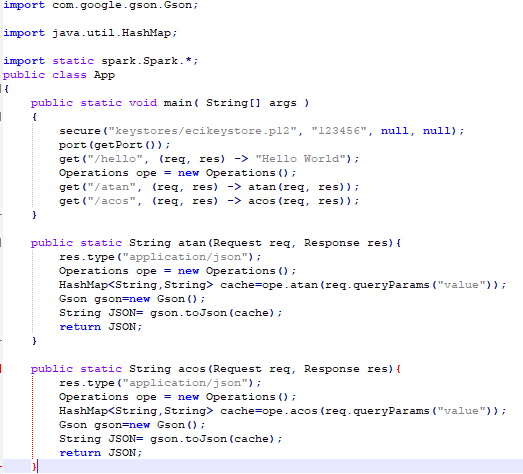 import com.google.gson.Gson;
import java.util.HashMap;
import static spark.Spark.*;
public class App
{
public static void main( String[] args )
{
secure("keystores/ecikeystore.p12", "123456", null, null);
port(getPort());
get("/hello", (req, res) -> "Hello World");
Operations ope = new Operations();
get("/atan", (req, res) -> atan(req, res));
get("/acos", (req, res) -> acos(req, res));
}
public static String atan(Request req, Response res){
res.type("application/json");
Operations ope = new Operations();
HashMap<String,String> cache=ope.atan(req.queryParams("value"));
Gson gson=new Gson();
String JSON= gson.toJson(cache);
return JSON;
}
public static String acos(Request req, Response res){
res.type("application/json");
Operations ope = new Operations();
HashMap<String,String> cache=ope.acos(req.queryParams("value"));
Gson gson=new Gson();
String JSON= gson.toJson(cache);
return JSON;
}